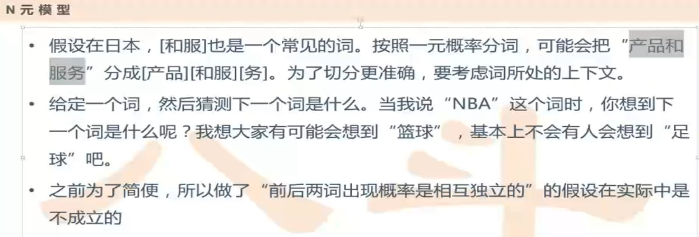 N元模型
• 假设在日本，[和服]也是一个常见的词。按照一元概率分词，可能会把“产品和
服务”分成[产品][和服][务]。为了切分更准确，要考虑词所处的上下文。
• 给定一个词，然后猜测下一个词是什么。当我说“NBA”这个词时，你想到下
一个词是什么呢？我想大家有可能会想到“篮球”，基本上不会有人会想到“足
球”吧。
• 之前为了简便，所以做了“前后两词出现概率是相互独立的”的假设在实际中是
不成立的
八斗